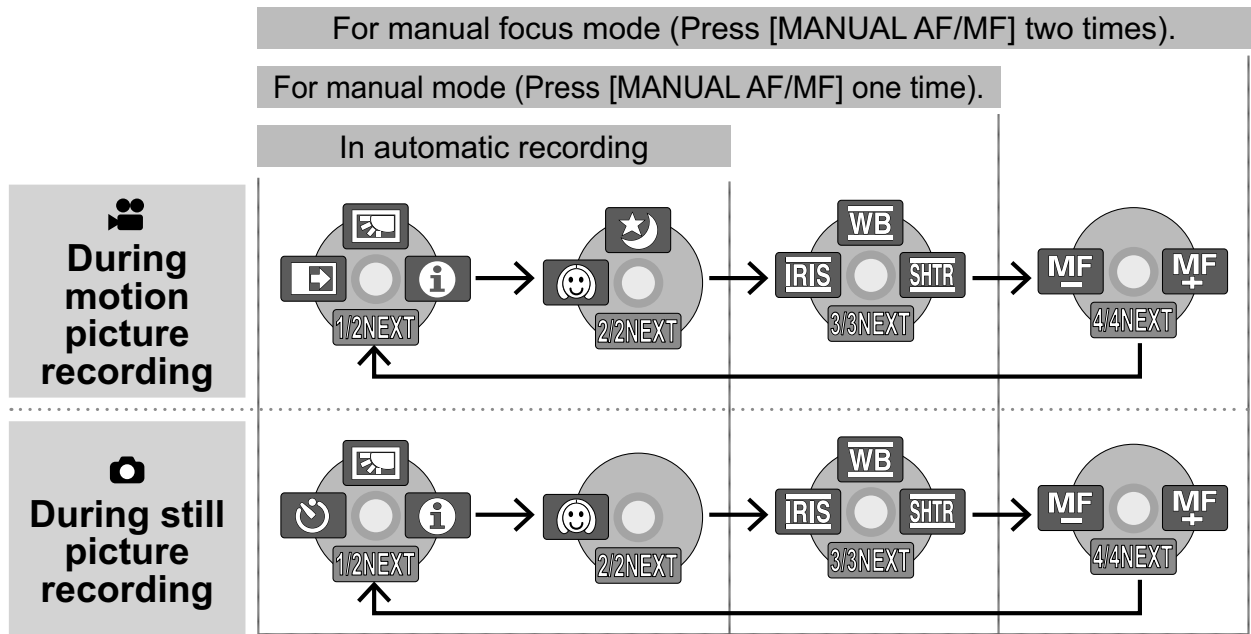 For manual focus mode (Press [MANUAL AF/MF] two times).
For manual mode (Press [MANUAL AF/MF] one time).
In automatic recording
During
motion
picture
recording
WB
IRIS
SHTR
MF
-
MF
+
1/2NEXT
2/2NEXT
3/3NEXT
4/4NEXT
During still
picture
recording
WB
IRIS
SHTR
MF
-
MF
+
1/2NEXT
2/2NEXT
3/3NEXT
4/4NEXT